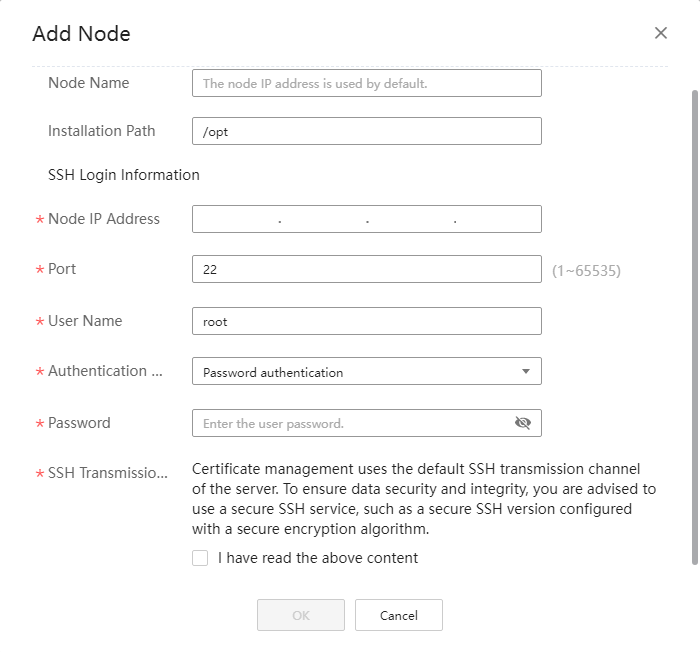 Add Node
Node Name
The node IP address is used by default.
Installation Path
/opt
SSH Login Information
* Node IP Address
. . .
* Port
22
(1~65535)
* User Name
root
* Authentication ...
Password authentication
* Password
Enter the user password.
* SSH Transmissio...
Certificate management uses the default SSH transmission channel
of the server. To ensure data security and integrity, you are advised to
use a secure SSH service, such as a secure SSH version configured
with a secure encryption algorithm.
I have read the above content
OK
Cancel